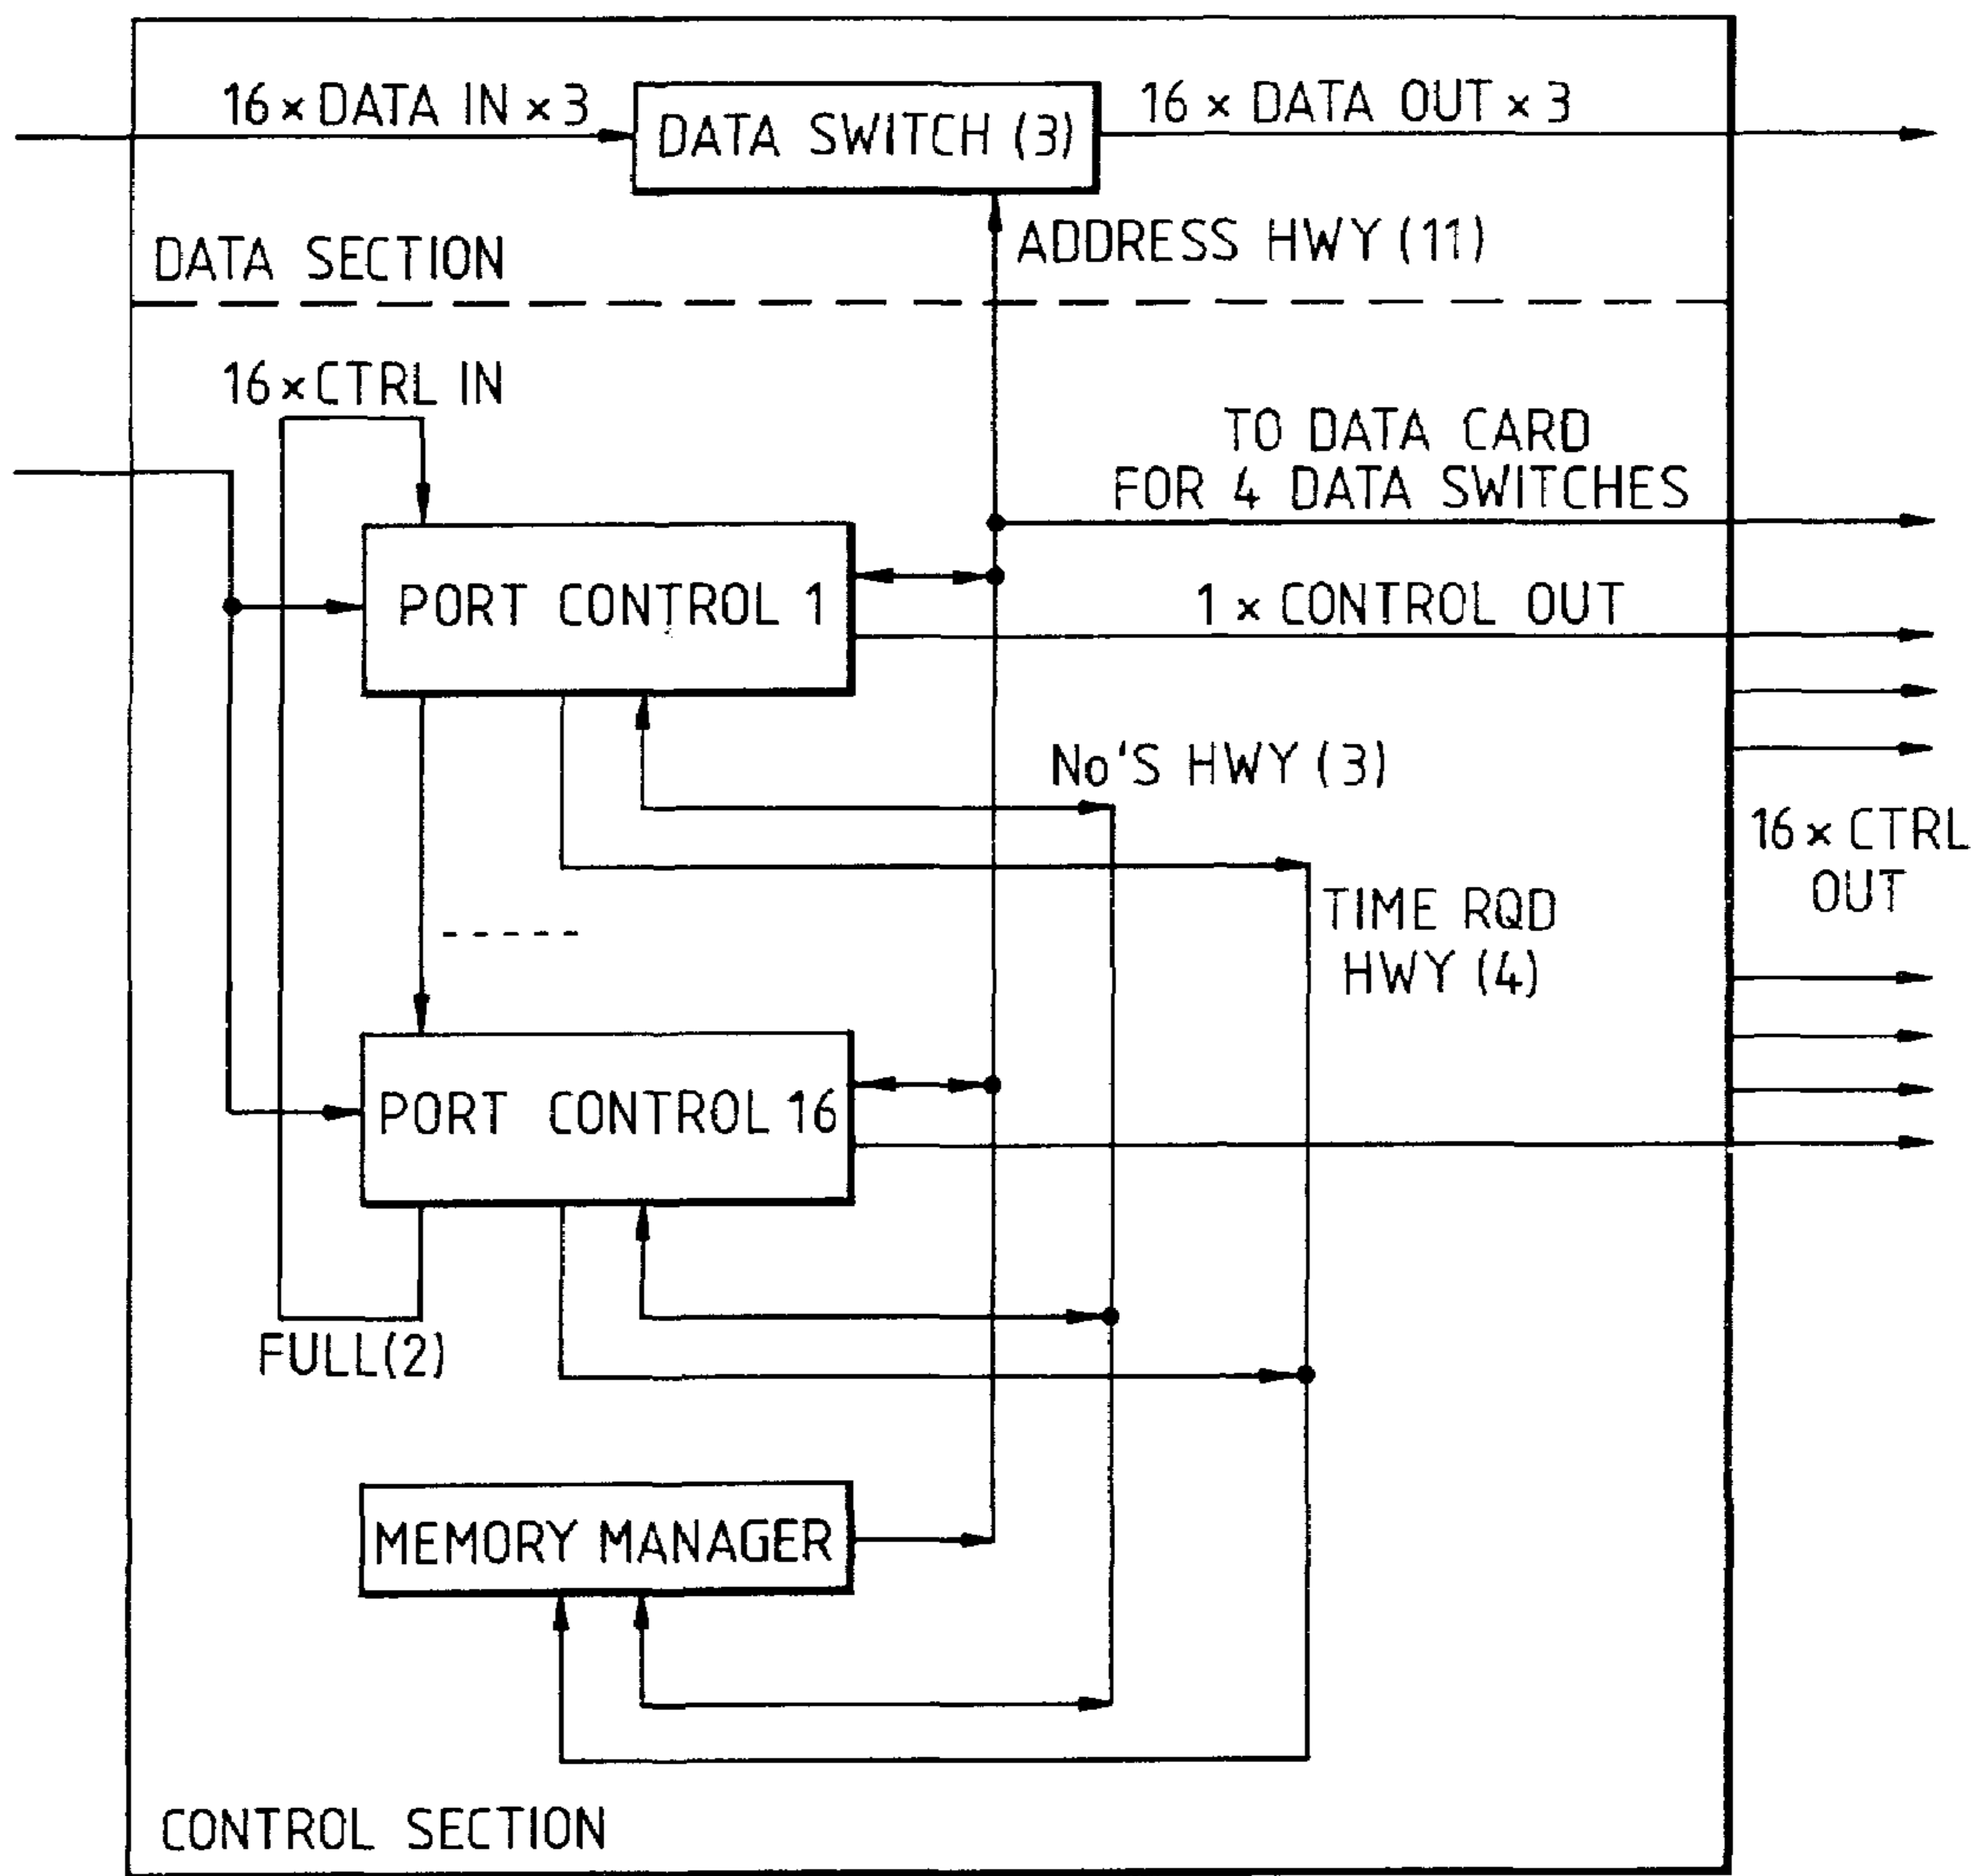 16 × DATA IN × 3
DATA SWITCH (3)
16 × DATA OUT × 3
ADDRESS HWY (11)
DATA SECTION
16 × CTRL IN
TO DATA CARD
FOR 4 DATA SWITCHES
PORT CONTROL 1
1 × CONTROL OUT
No'S HWY (3)
16 × CTRL
OUT
TIME RQD
HWY (4)
PORT CONTROL 16
FULL(2)
MEMORY MANAGER
CONTROL SECTION